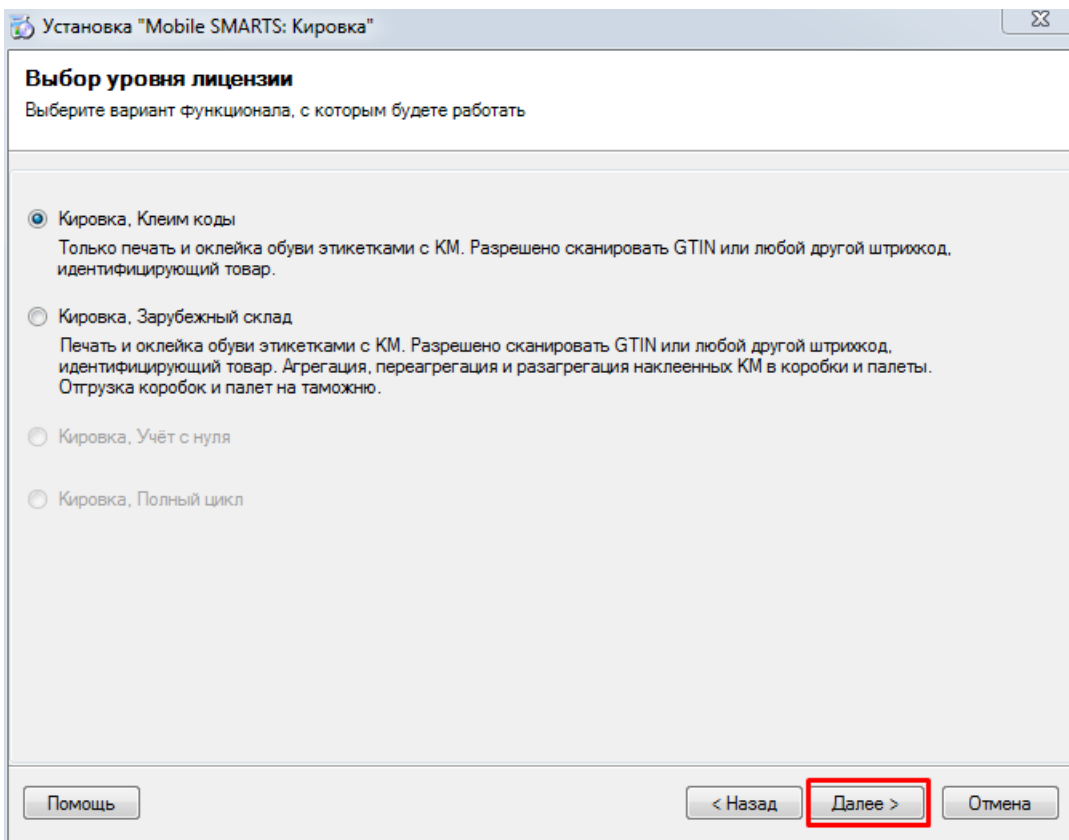 Установка "Mobile SMARTS: Кировка"
Выбор уровня лицензии
Выберите вариант функционала, с которым будете работать
Кировка, Клеим коды
Только печать и оклейка обуви этикетками с КМ. Разрешено сканировать GTIN или любой другой штрихкод,
идентифицирующий товар.
Кировка, Зарубежный склад
Печать и оклейка обуви этикетками с КМ. Разрешено сканировать GTIN или любой другой штрихкод,
идентифицирующий товар. Агрегация, переагрегация и разагрегация наклеенных КМ в коробки и палеты.
Отгрузка коробок и палет на таможню.
Кировка, Учёт с нуля
Кировка, Полный цикл
Помощь
< Назад
Далее >
Отмена